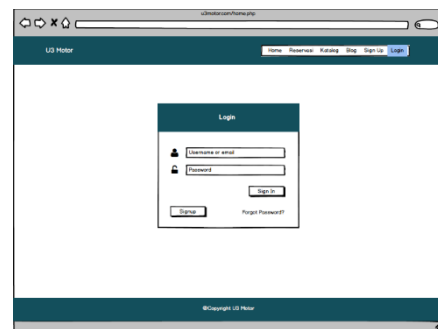 u3motor.com/home.php
U3 Motor
Home Reservasi Katalog Blog Sign Up Login
Login
Username or email
Password
Sign In
Signup
Forgot Password?
©Copyright U3 Motor